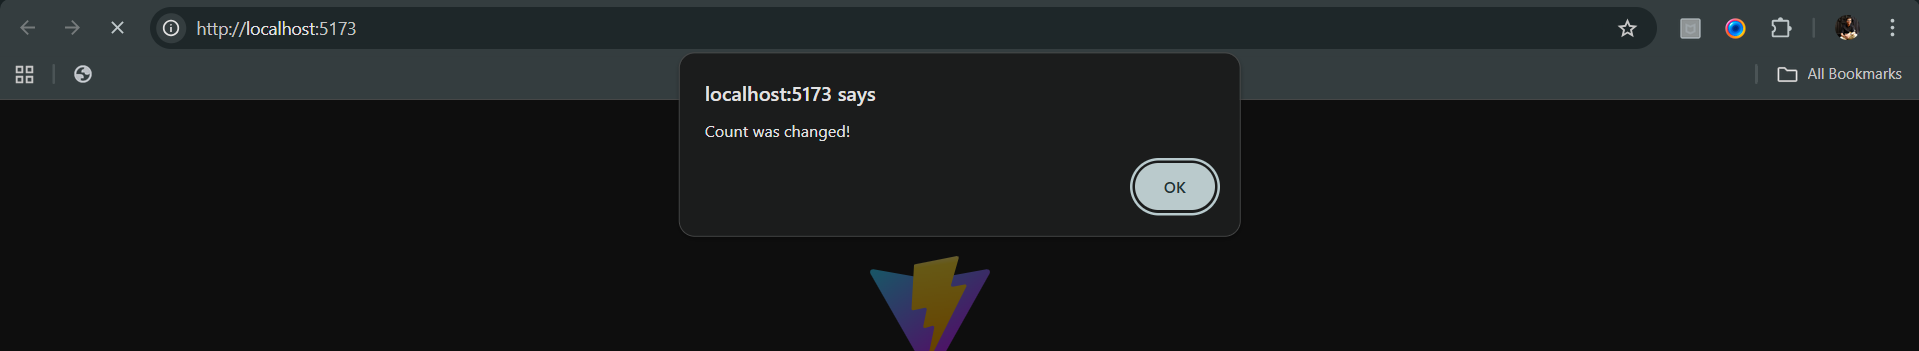 http://localhost:5173
All Bookmarks
localhost:5173 says
Count was changed!
OK